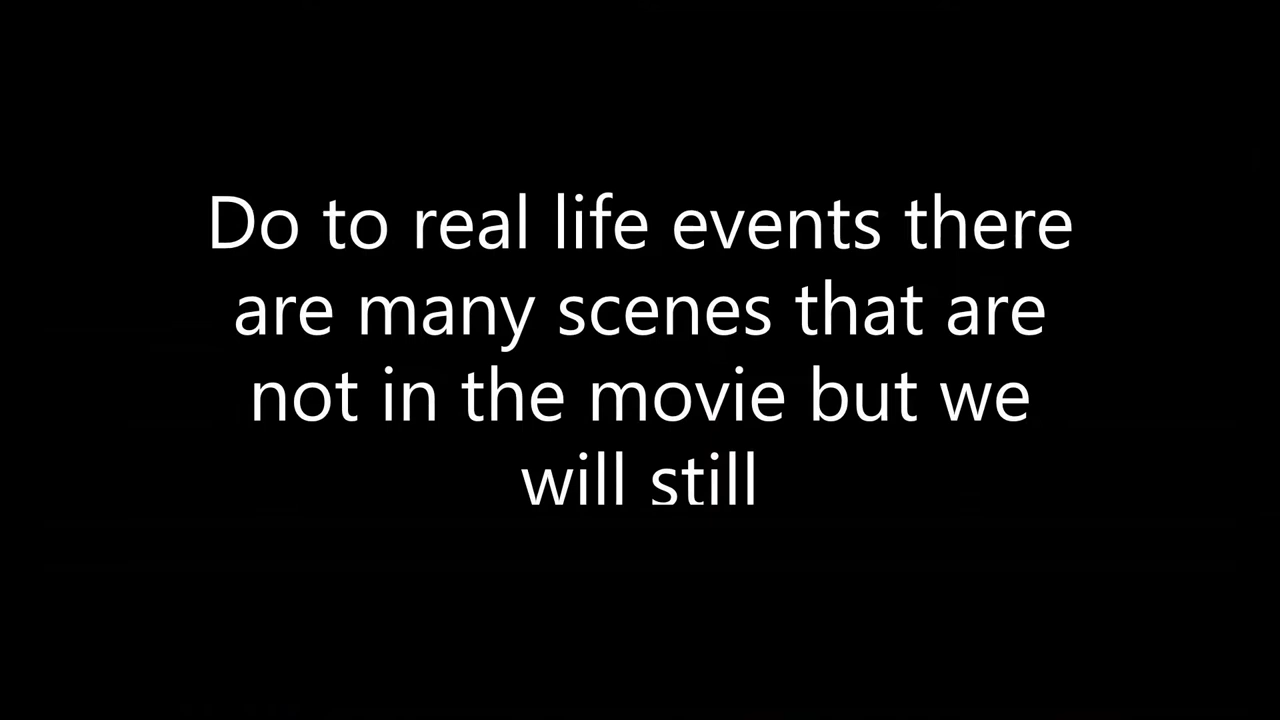 Do to real life events there
are many scenes that are
not in the movie but we
will still